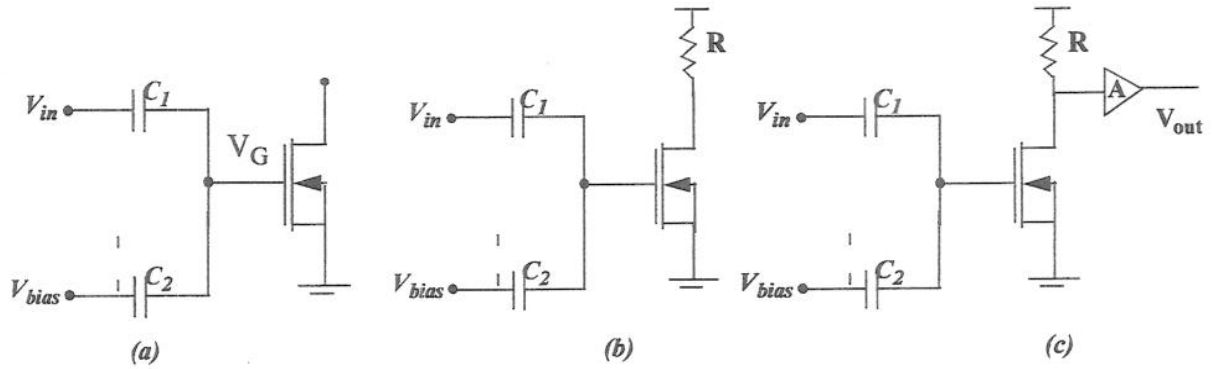 V_in C_1
V_G
V_bias C_2
(a)
R
V_in C_1
V_bias C_2
(b)
R
A
V_in C_1
V_out
V_bias C_2
(c)